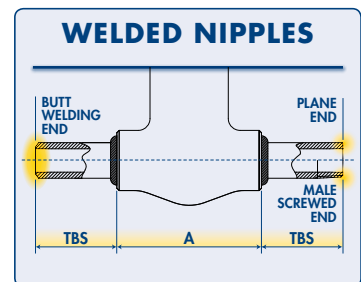 WELDED NIPPLES
BUTT
WELDING
END
PLANE
END
MALE
SCREWED
END
TBS
A
TBS